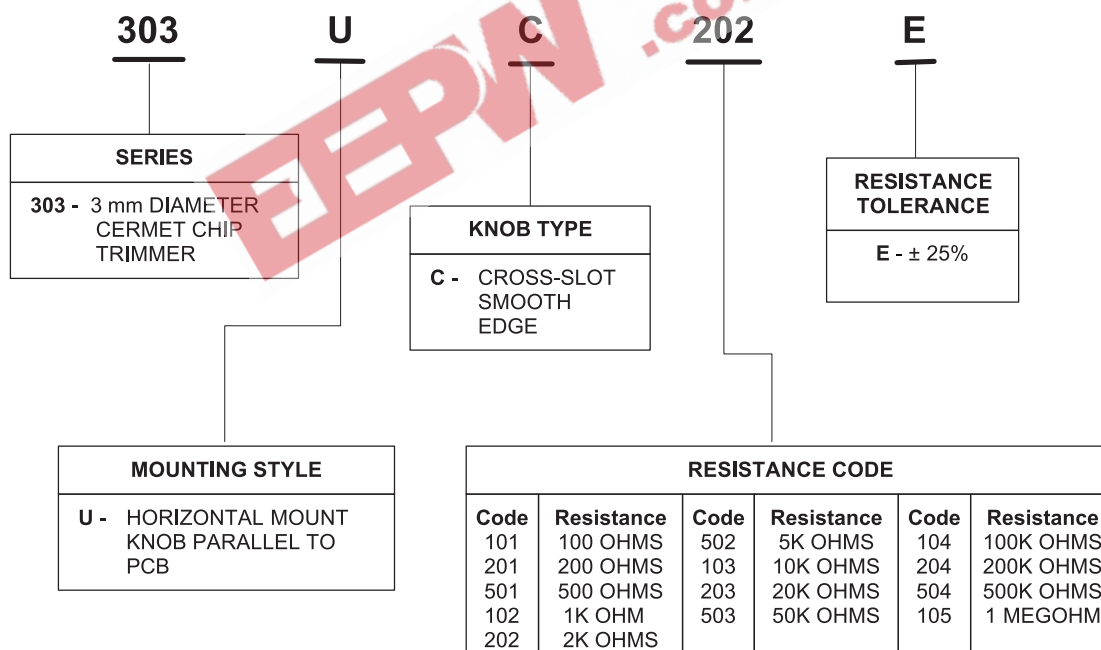 303 U C 202 E
EEPW .co
SERIES
303 - 3 mm DIAMETER
CERMET CHIP
TRIMMER
KNOB TYPE
C - CROSS-SLOT
SMOOTH
EDGE
RESISTANCE
TOLERANCE
E - ± 25%
MOUNTING STYLE
U - HORIZONTAL MOUNT
KNOB PARALLEL TO
PCB
RESISTANCE CODE
Code Resistance Code Resistance Code Resistance
101 100 OHMS 502 5K OHMS 104 100K OHMS
201 200 OHMS 103 10K OHMS 204 200K OHMS
501 500 OHMS 203 20K OHMS 504 500K OHMS
102 1K OHM 503 50K OHMS 105 1 MEGOHM
202 2K OHMS